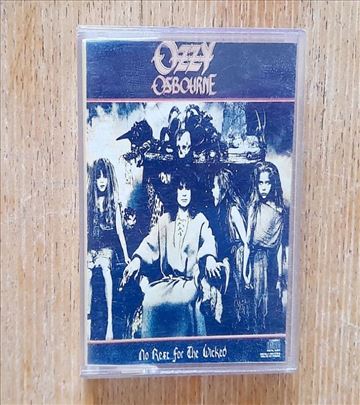 OZZY
OSBOURNE
No Rest for The Wicked